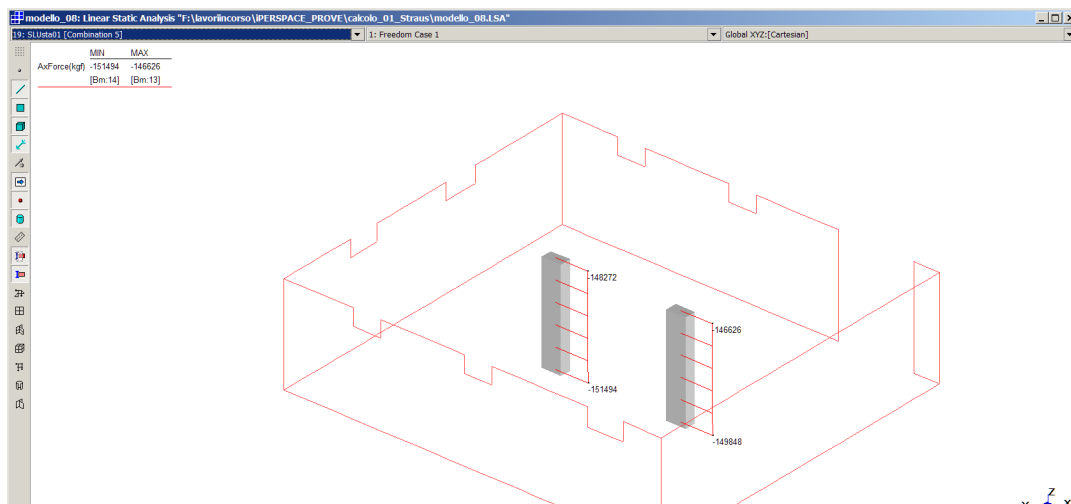 modello_08: Linear Static Analysis "F:\lavoriincorso\iPERSPACE_PROVE\calcolo_01_Straus\modello_08.LSA"
19: SLUsta01 [Combination 5]
1: Freedom Case 1
Global XYZ:[Cartesian]
MIN MAX
AxForce(kgf) -151494 -146626
[Bm:14] [Bm:13]
-148272
-146626
-151494
-149848
Z